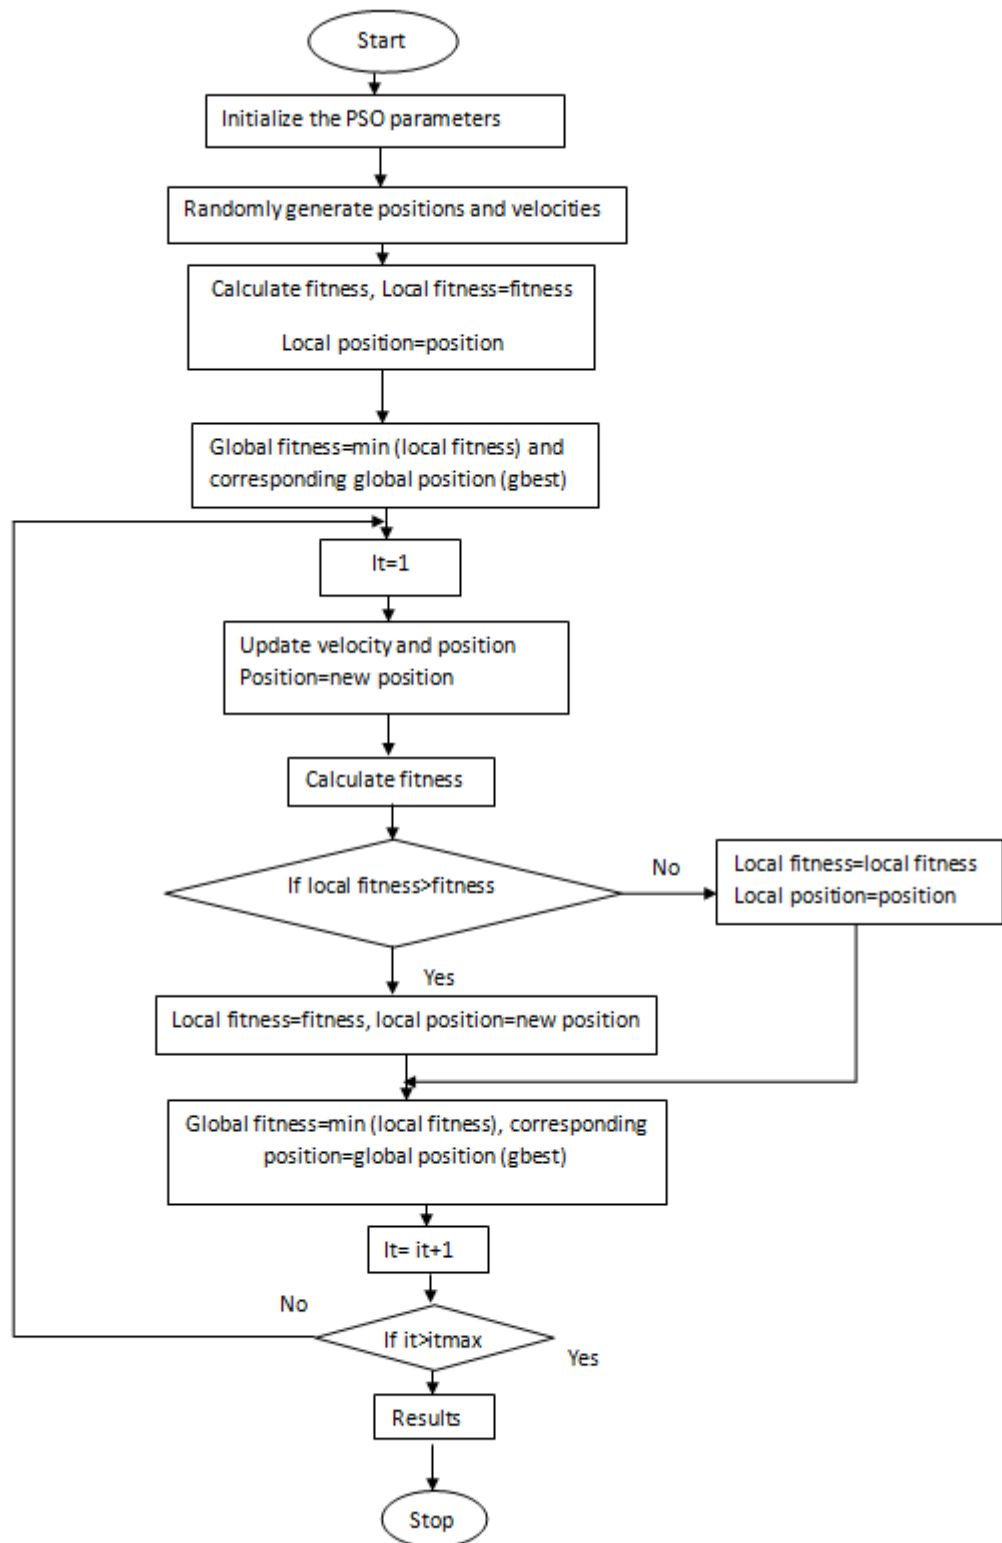 Start
Initialize the PSO parameters
Randomly generate positions and velocities
Calculate fitness, Local fitness=fitness
Local position=position
Global fitness=min (local fitness) and
corresponding global position (gbest)
It=1
Update velocity and position
Position=new position
Calculate fitness
If local fitness>fitness
No
Local fitness=local fitness
Local position=position
Yes
Local fitness=fitness, local position=new position
Global fitness=min (local fitness), corresponding
position=global position (gbest)
It= it+1
No
If it>itmax
Yes
Results
Stop